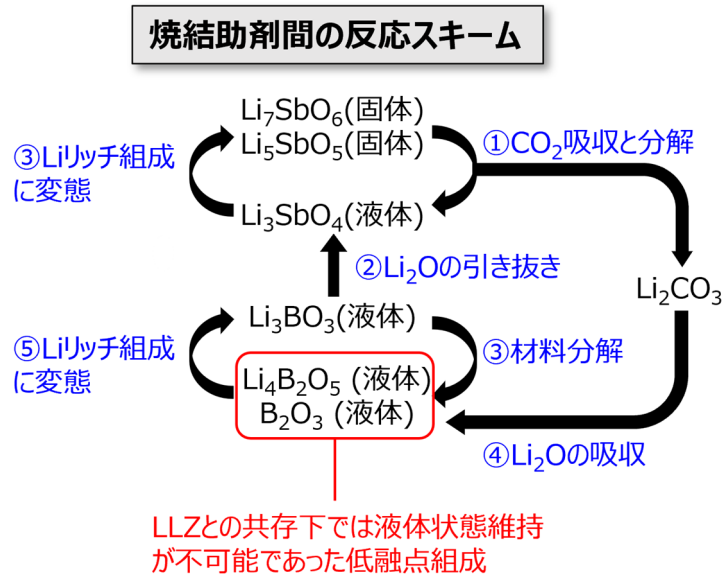 焼結助剤間の反応スキーム
Li₇SbO₆(固体)
Li₅SbO₅(固体)
①CO₂吸収と分解
③Liリッチ組成
に変態
Li₃SbO₄(液体)
②Li₂Oの引き抜き
Li₂CO₃
Li₃BO₃(液体)
⑤Liリッチ組成
に変態
③材料分解
Li₄B₂O₅ (液体)
B₂O₃ (液体)
④Li₂Oの吸収
LLZとの共存下では液体状態維持
が不可能であった低融点組成